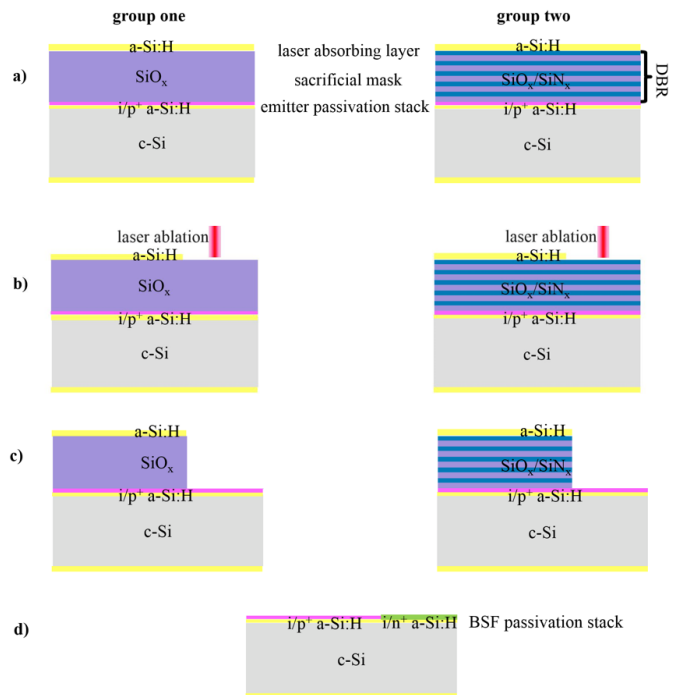 group one
group two
a)
a-Si:H
laser absorbing layer
a-Si:H
SiOₓ
sacrificial mask
SiOₓ/SiNₓ
DBR
i/p⁺ a-Si:H
emitter passivation stack
i/p⁺ a-Si:H
c-Si
c-Si
b)
laser ablation
laser ablation
a-Si:H
a-Si:H
SiOₓ
SiOₓ/SiNₓ
i/p⁺ a-Si:H
i/p⁺ a-Si:H
c-Si
c-Si
c)
a-Si:H
a-Si:H
SiOₓ
SiOₓ/SiNₓ
i/p⁺ a-Si:H
i/p⁺ a-Si:H
c-Si
c-Si
d)
i/p⁺ a-Si:H
i/n⁺ a-Si:H
BSF passivation stack
c-Si